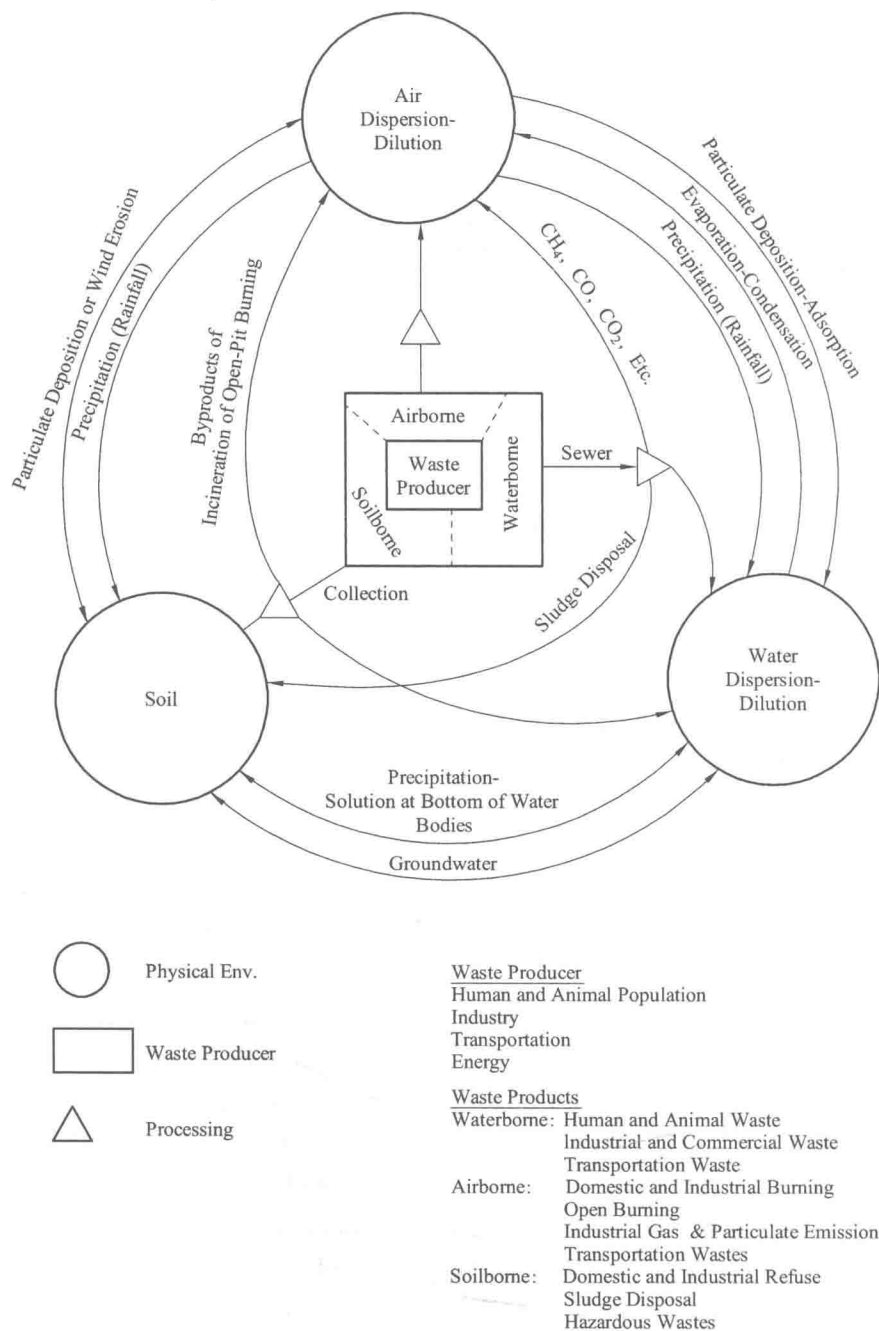 Air
Dispersion-
Dilution
Particulate Deposition or Wind Erosion
Precipitation (Rainfall)
Byproducts of
Incineration of Open-Pit Burning
CH₄, CO, CO₂, Etc.
Precipitation (Rainfall)
Evaporation-Condensation
Particulate Deposition-Adsorption
Airborne
Waste
Producer
Soilborne
Waterborne
Sewer
Collection
Sludge Disposal
Soil
Water
Dispersion-
Dilution
Precipitation-
Solution at Bottom of Water
Bodies
Groundwater
Physical Env.
Waste Producer
Processing
Waste Producer
Human and Animal Population
Industry
Transportation
Energy
Waste Products
Waterborne: Human and Animal Waste
Industrial and Commercial Waste
Transportation Waste
Airborne: Domestic and Industrial Burning
Open Burning
Industrial Gas & Particulate Emission
Transportation Wastes
Soilborne: Domestic and Industrial Refuse
Sludge Disposal
Hazardous Wastes